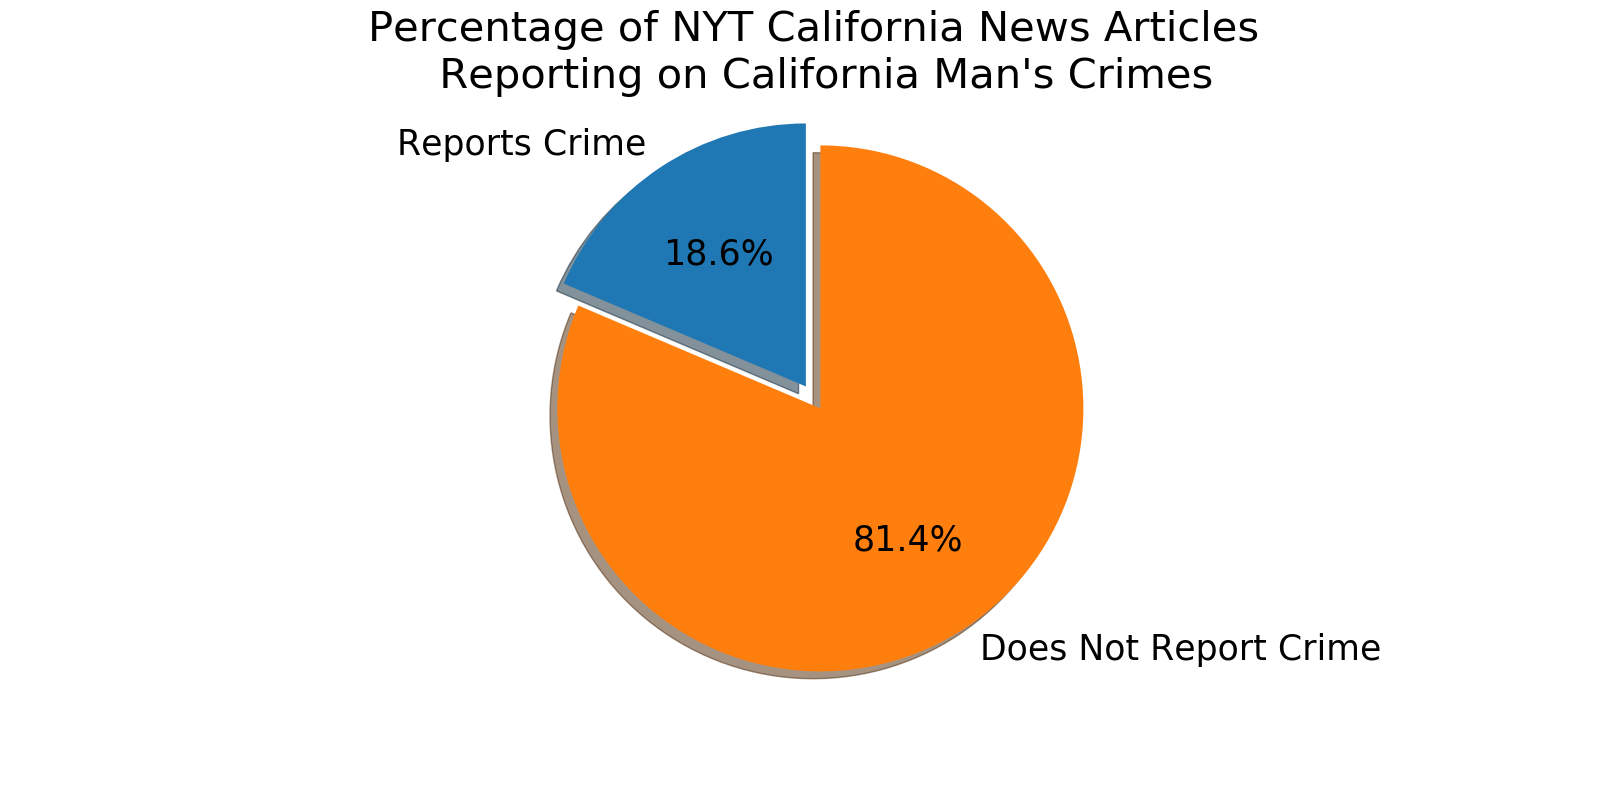 Percentage of NYT California News Articles
Reporting on California Man's Crimes
Reports Crime
18.6%
81.4%
Does Not Report Crime